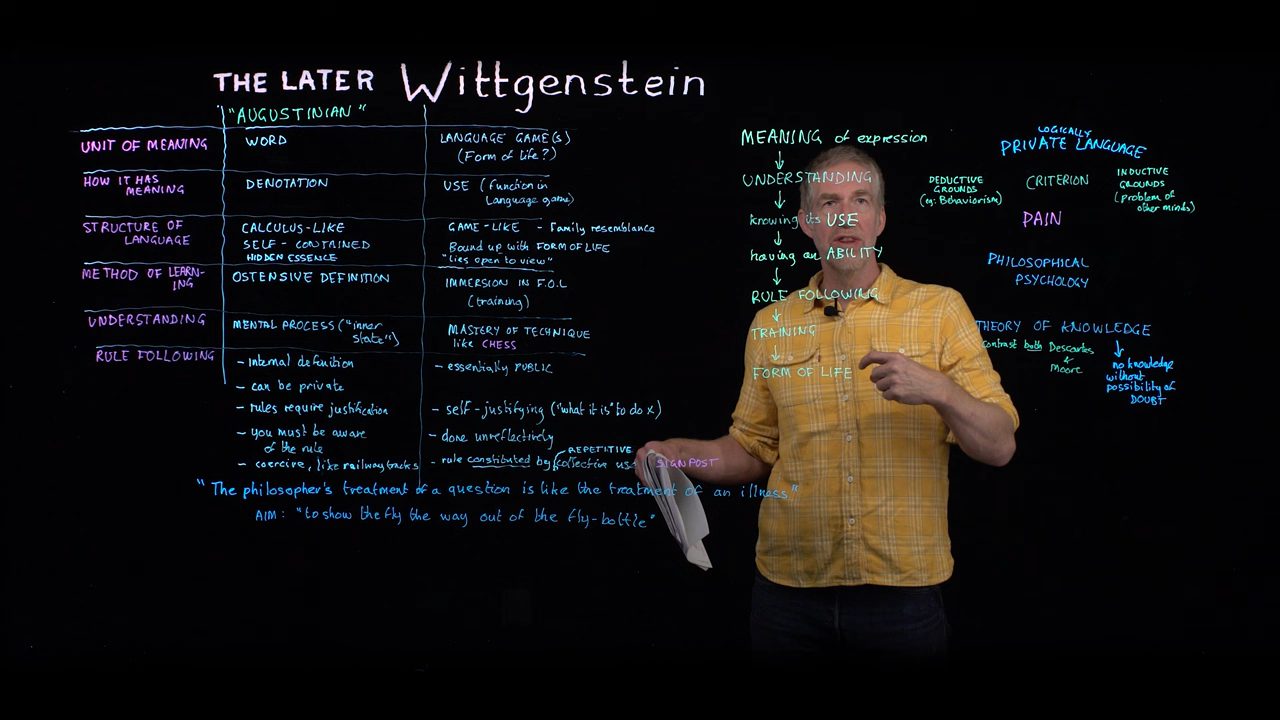 THE LATER Wittgenstein
"AUGUSTINIAN"
UNIT OF MEANING
WORD
LANGUAGE GAME(S)
(Form of life?)
HOW IT HAS
MEANING
DENOTATION
USE (function in
Language game)
STRUCTURE OF
LANGUAGE
CALCULUS-LIKE
SELF-CONTAINED
HIDDEN ESSENCE
GAME-LIKE - Family resemblance
Bound up with FORM OF LIFE
"lies open to view"
METHOD OF LEARN-
ING
OSTENSIVE DEFINITION
IMMERSION IN F.O.L
(training)
UNDERSTANDING
MENTAL PROCESS ("inner
state")
MASTERY OF TECHNIQUE
like CHESS
RULE FOLLOWING
- internal definition
- essentially PUBLIC
- can be private
- rules require justification
- self-justifying ("what it is" to do x)
- you must be aware
of the rule
- done unreflectively
- coercive, like railway tracks
REPETITIVE
- rule constituted by collective us
SIGNPOST
"The philosopher's treatment of a question is like the treatment of an illness"
AIM: "to show the fly the way out of the fly-bottle"
MEANING of expression
↓
UNDERSTANDING
↓
knowing its USE
↓
having an ABILITY
↓
RULE FOLLOWING
↓
TRAINING
↓
FORM OF LIFE
LOGICALLY
PRIVATE LANGUAGE
DEDUCTIVE
GROUNDS
(eg: Behaviorism)
CRITERION
INDUCTIVE
GROUNDS
(problem of
other minds)
PAIN
PHILOSOPHICAL
PSYCHOLOGY
THEORY OF KNOWLEDGE
contrast both Descartes
&
Moore
↓
no knowledge
without
possibility of
DOUBT